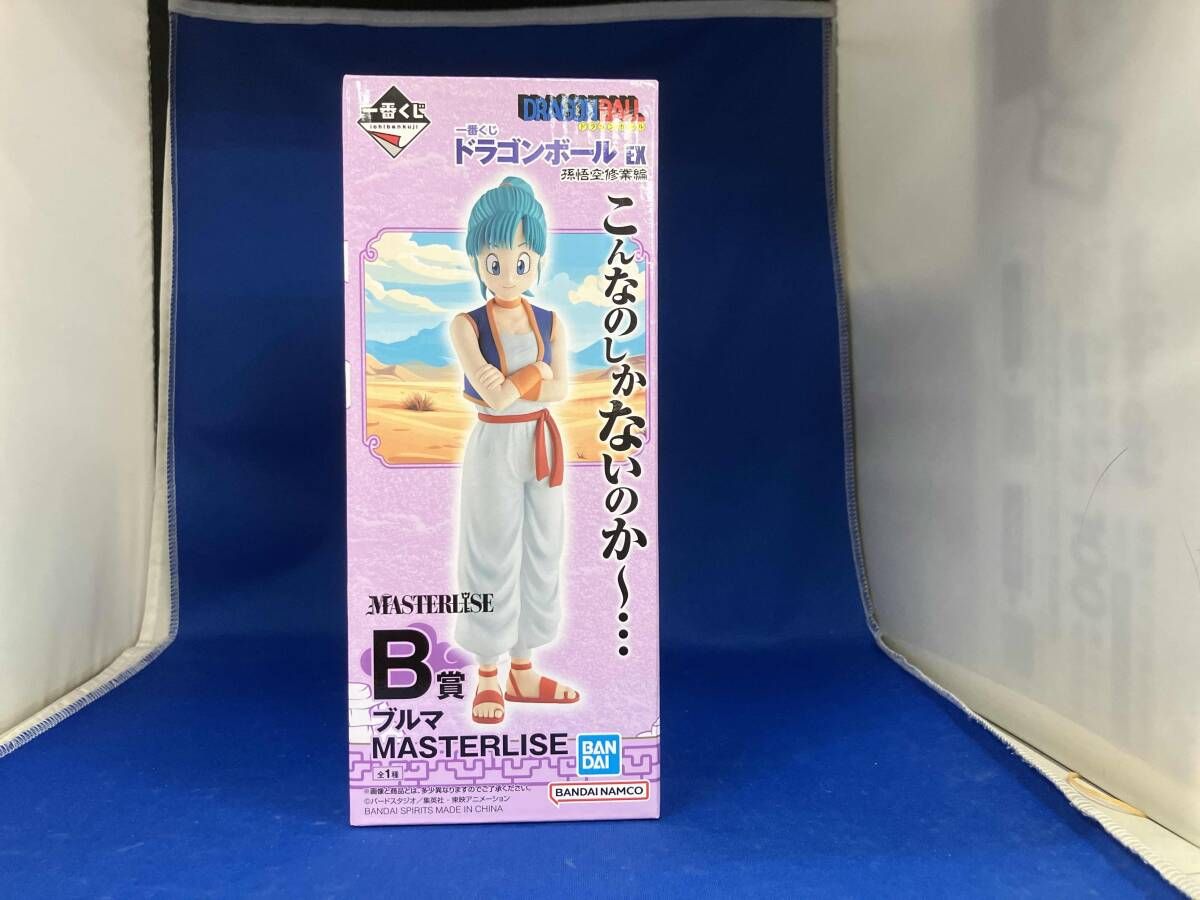 一番くじ
ichibankuji
DRAGONBALL
ドラゴンボール
一番くじ
ドラゴンボール EX
孫悟空修業編
こんなのしかないのか～…
MASTERLISE
B賞
ブルマ
MASTERLISE
BAN
DAI
全1種
BANDAI NAMCO
※画像と商品とは、多少異なりますのでご了承ください。
©バードスタジオ／集英社・東映アニメーション
BANDAI SPIRITS MADE IN CHINA